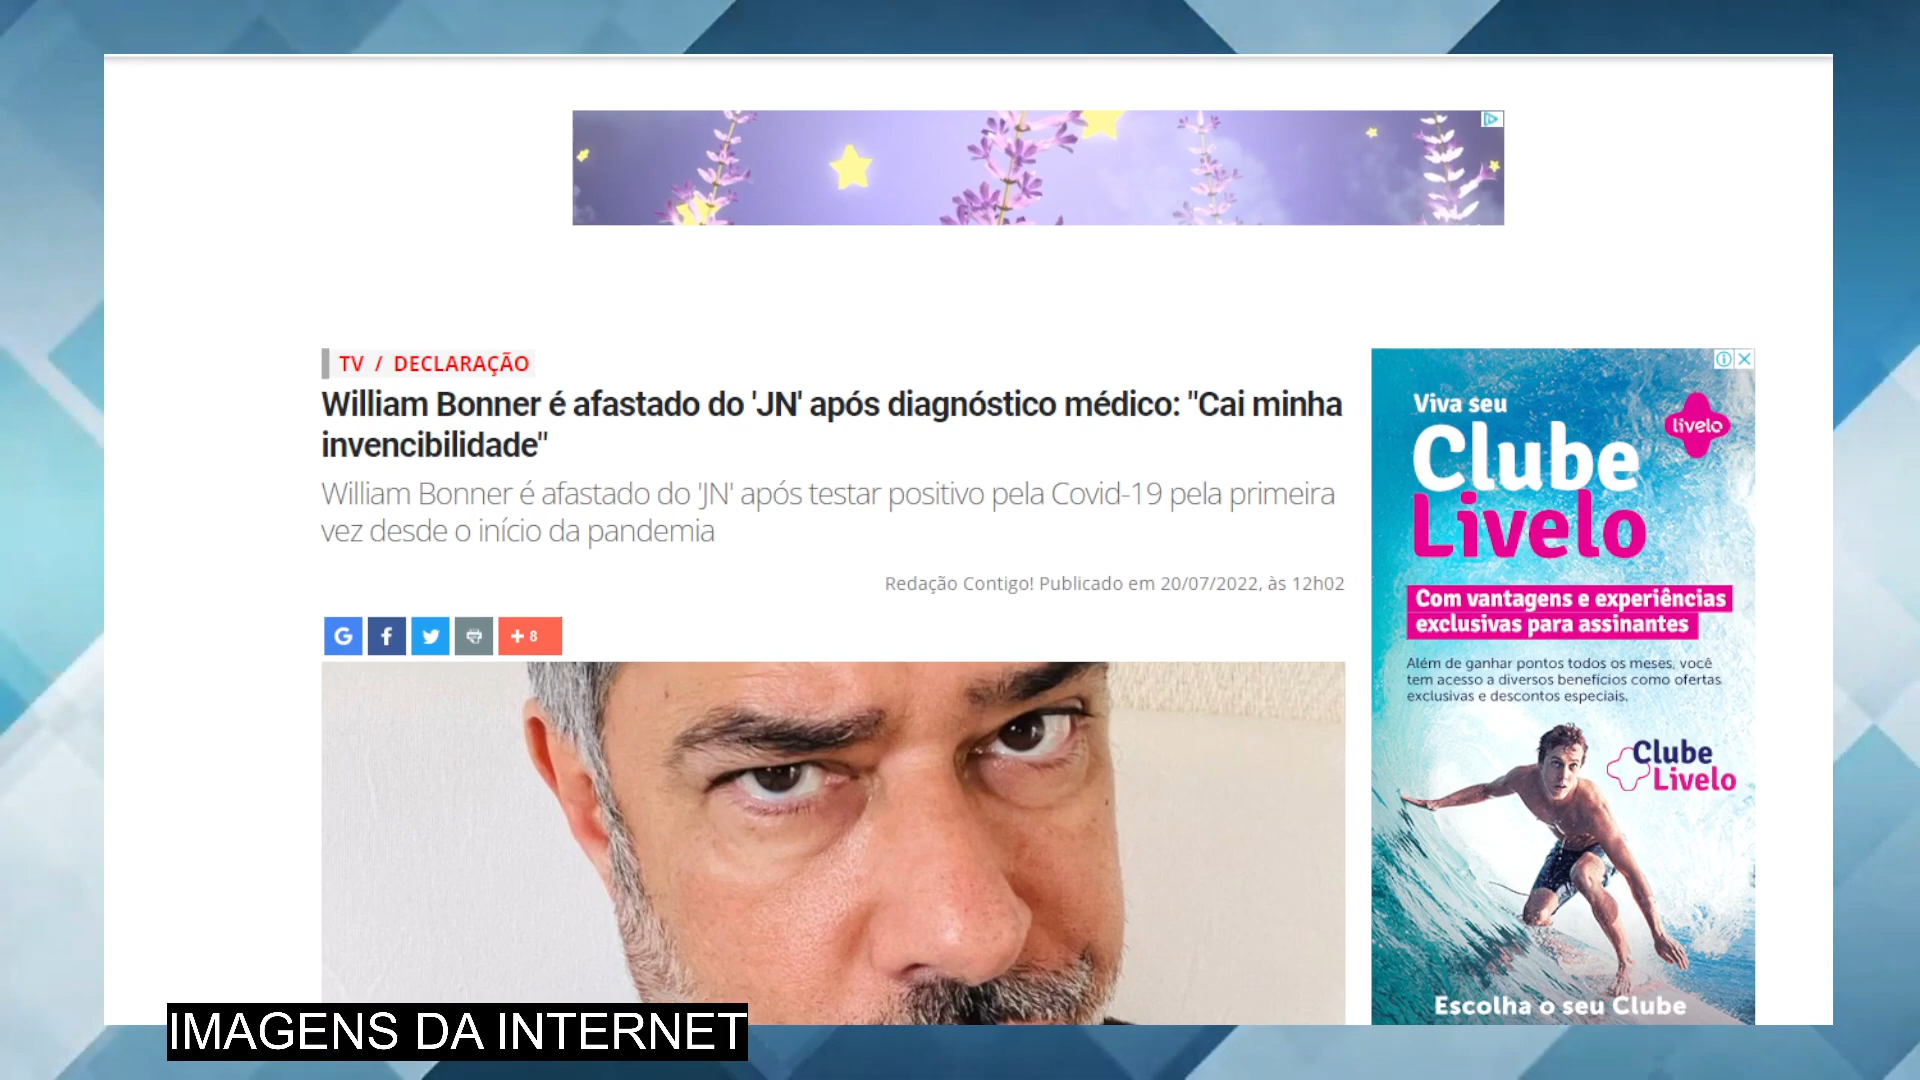 TV / DECLARAÇÃO
William Bonner é afastado do 'JN' após diagnóstico médico: "Cai minha
invencibilidade"
William Bonner é afastado do 'JN' após testar positivo pela Covid-19 pela primeira
vez desde o início da pandemia
Redação Contigo! Publicado em 20/07/2022, às 12h02
G f + 8
Viva seu
livelo
Clube
Livelo
Com vantagens e experiências
exclusivas para assinantes
Além de ganhar pontos todos os meses, você
tem acesso a diversos benefícios como ofertas
exclusivas e descontos especiais.
Clube
Livelo
Escolha o seu Clube
IMAGENS DA INTERNET